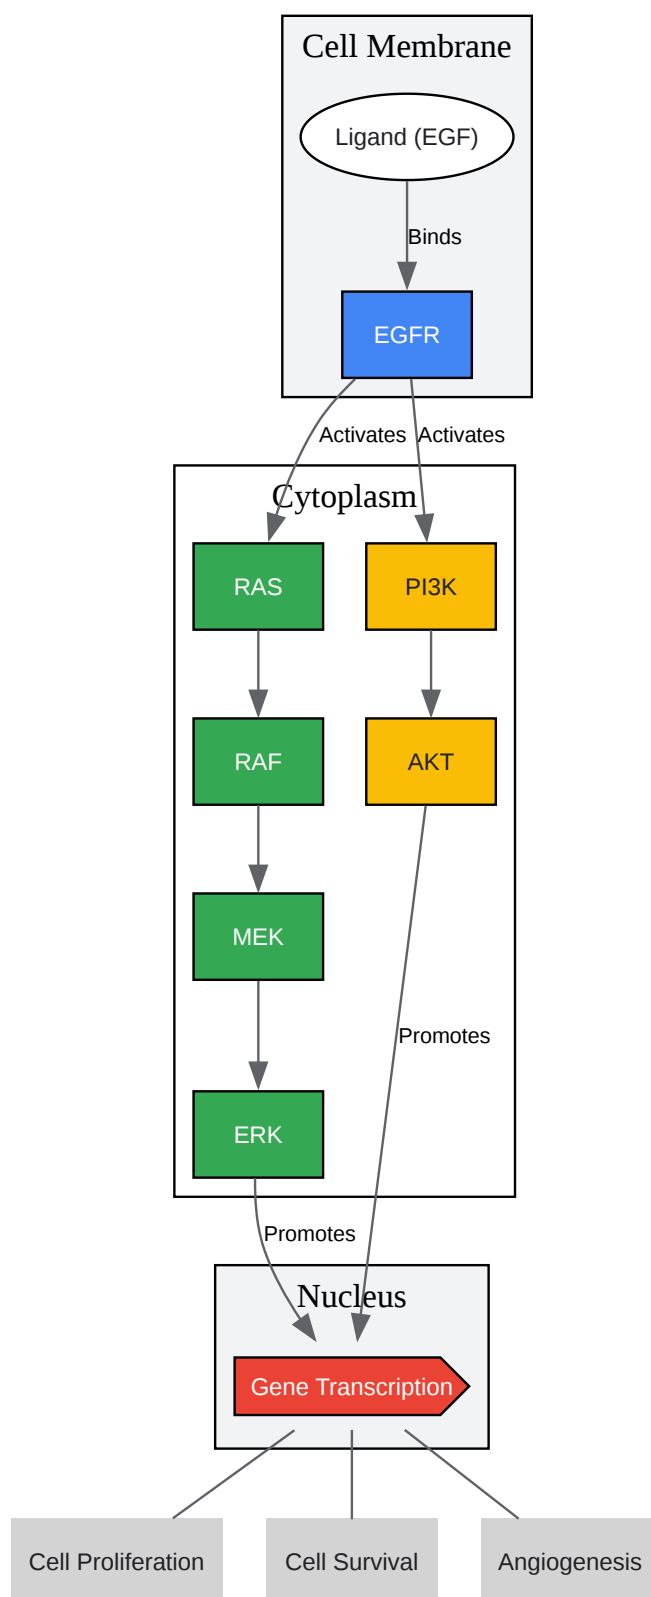 Cell Membrane
Ligand (EGF)
Binds
EGFR
Activates
Activates
Cytoplasm
RAS
PI3K
RAF
AKT
MEK
Promotes
ERK
Promotes
Nucleus
Gene Transcription
Cell Proliferation
Cell Survival
Angiogenesis